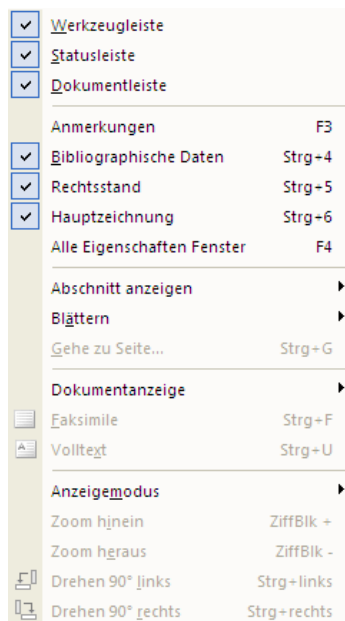 Werkzeugleiste
Statusleiste
Dokumentleiste
Anmerkungen F3
Bibliographische Daten Strg+4
Rechtsstand Strg+5
Hauptzeichnung Strg+6
Alle Eigenschaften Fenster F4
Abschnitt anzeigen
Blättern
Gehe zu Seite... Strg+G
Dokumentanzeige
Faksimile Strg+F
Volltext Strg+U
Anzeigemodus
Zoom hinein ZiffBlk +
Zoom heraus ZiffBlk -
Drehen 90° links Strg+links
Drehen 90° rechts Strg+rechts